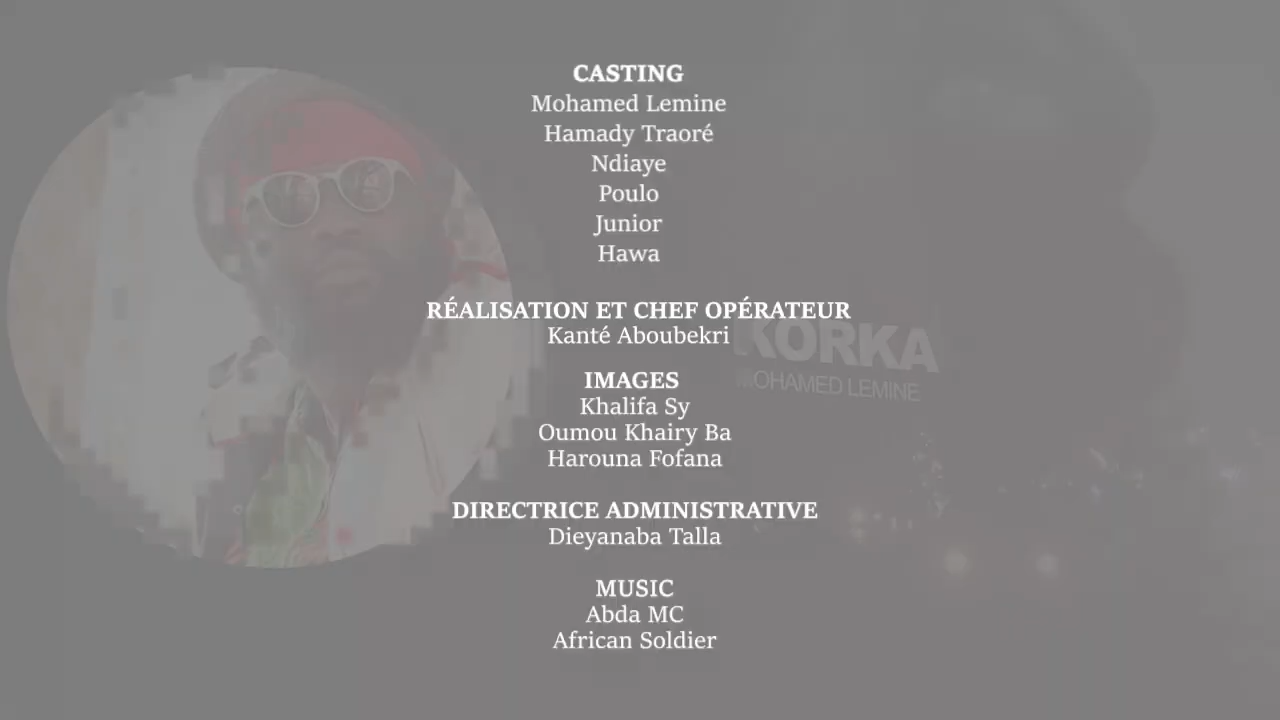 CASTING
Mohamed Lemine
Hamady Traoré
Ndiaye
Poulo
Junior
Hawa
RÉALISATION ET CHEF OPÉRATEUR
Kanté Aboubekri
KORKA
MOHAMED LEMINE
IMAGES
Khalifa Sy
Oumou Khairy Ba
Harouna Fofana
DIRECTRICE ADMINISTRATIVE
Dieyanaba Talla
MUSIC
Abda MC
African Soldier